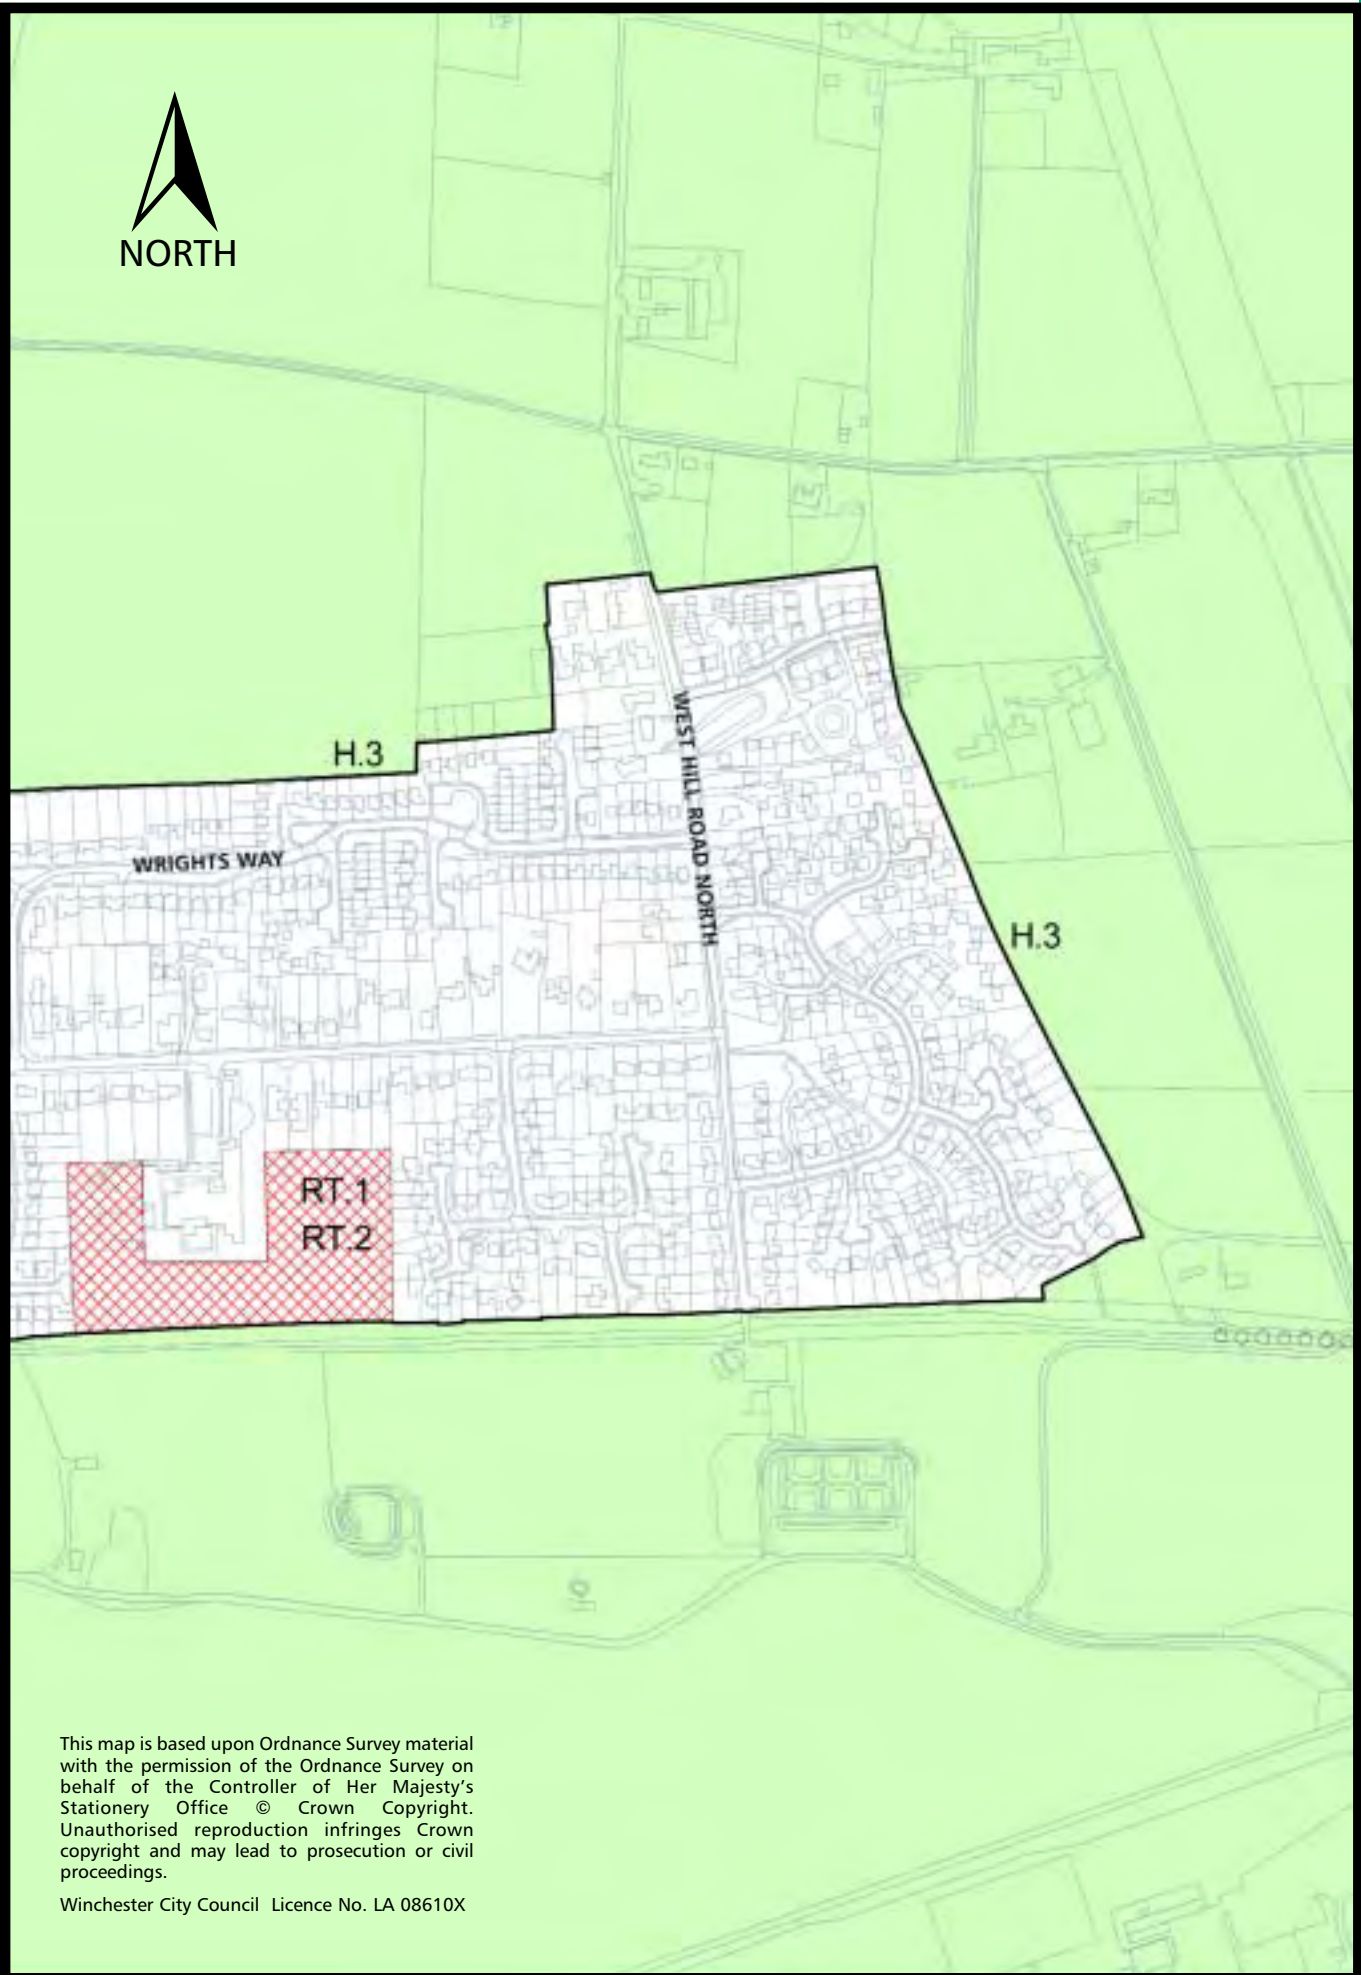 NORTH
H.3
WEST HILL ROAD NORTH
WRIGHTS WAY
H.3
RT.1
RT.2
This map is based upon Ordnance Survey material
with the permission of the Ordnance Survey on
behalf of the Controller of Her Majesty's
Stationery Office © Crown Copyright.
Unauthorised reproduction infringes Crown
copyright and may lead to prosecution or civil
proceedings.
Winchester City Council Licence No. LA 08610X